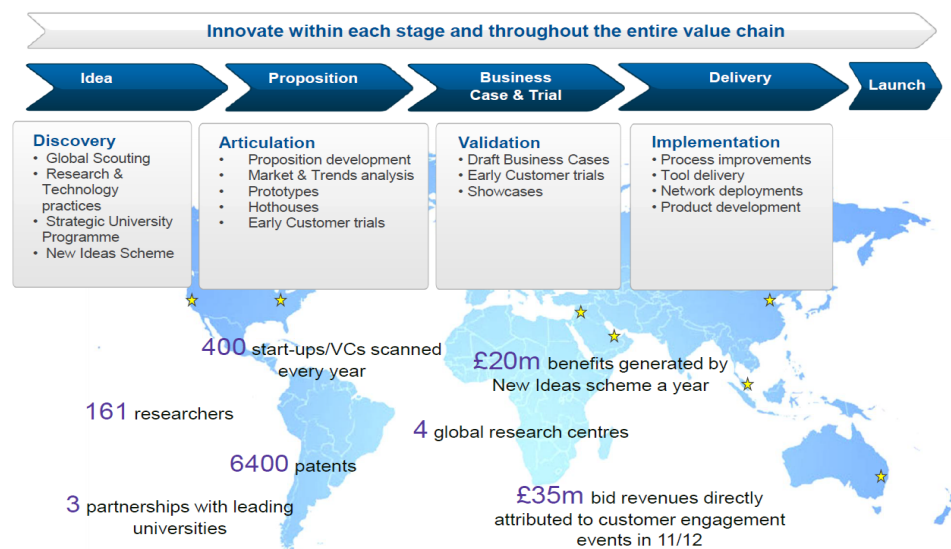 Innovate within each stage and throughout the entire value chain
Idea
Proposition
Business
Case & Trial
Delivery
Launch
Discovery
• Global Scouting
• Research &
Technology
practices
• Strategic University
Programme
• New Ideas Scheme
Articulation
• Proposition development
• Market & Trends analysis
• Prototypes
• Hothouses
• Early Customer trials
Validation
• Draft Business Cases
• Early Customer trials
• Showcases
Implementation
• Process improvements
• Tool delivery
• Network deployments
• Product development
400 start-ups/VCs scanned
every year
£20m benefits generated by
New Ideas scheme a year
161 researchers
4 global research centres
6400 patents
3 partnerships with leading
universities
£35m bid revenues directly
attributed to customer engagement
events in 11/12